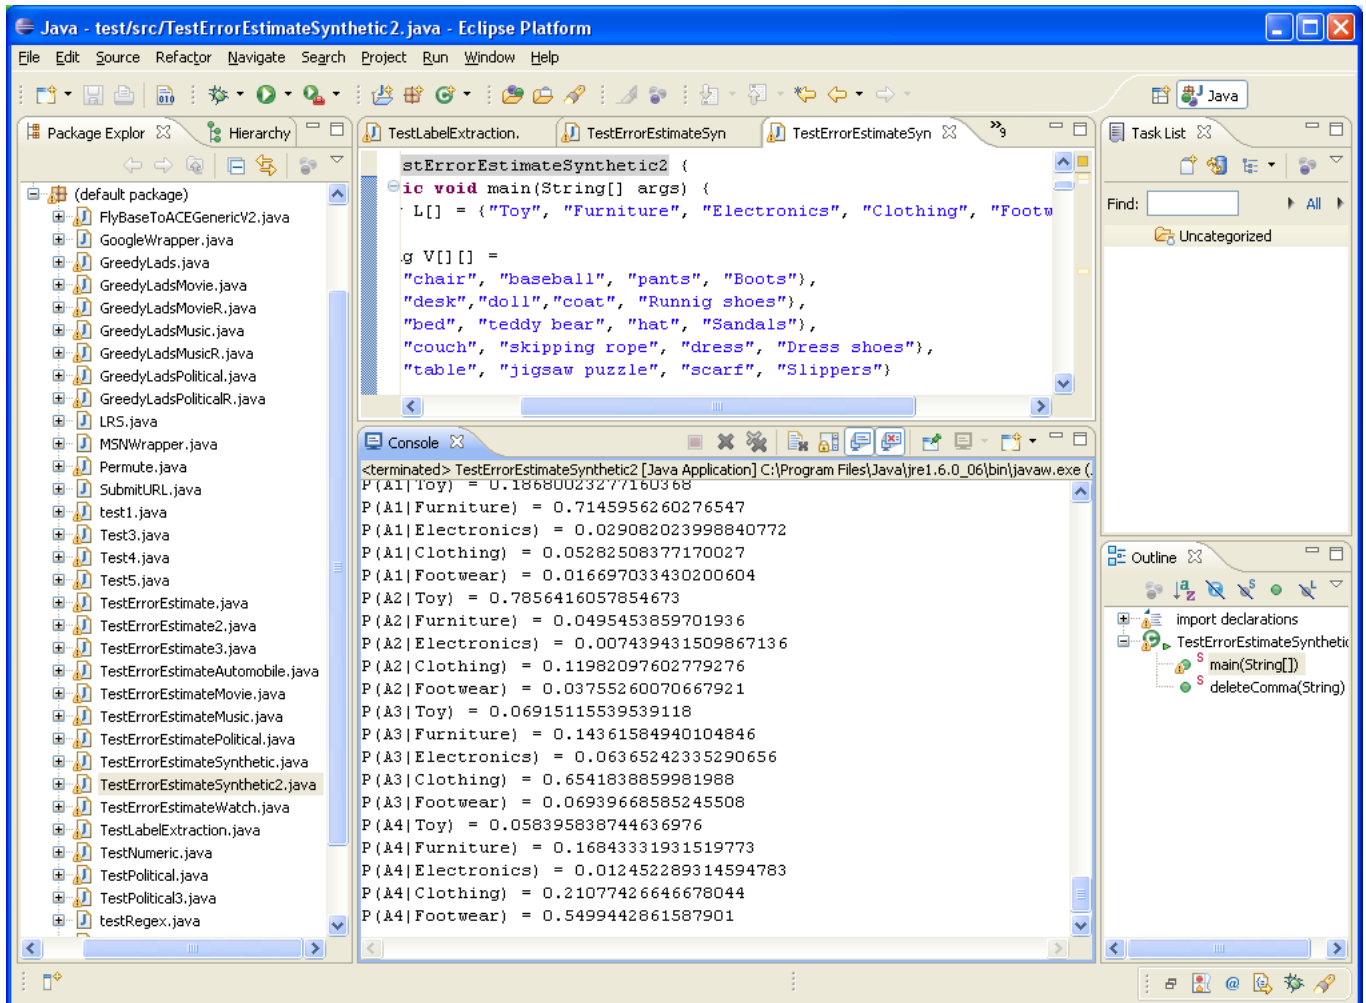 Java - test/src/TestErrorEstimateSynthetic2.java - Eclipse Platform
File Edit Source Refactor Navigate Search Project Run Window Help
Java
Package Explor
Hierarchy
(default package)
FlyBaseToACEGenericV2.java
GoogleWrapper.java
GreedyLads.java
GreedyLadsMovie.java
GreedyLadsMovieR.java
GreedyLadsMusic.java
GreedyLadsMusicR.java
GreedyLadsPolitical.java
GreedyLadsPoliticalR.java
LRS.java
MSNWrapper.java
Permute.java
SubmitURL.java
test1.java
Test3.java
Test4.java
Test5.java
TestErrorEstimate.java
TestErrorEstimate2.java
TestErrorEstimate3.java
TestErrorEstimateAutomobile.java
TestErrorEstimateMovie.java
TestErrorEstimateMusic.java
TestErrorEstimatePolitical.java
TestErrorEstimateSynthetic.java
TestErrorEstimateSynthetic2.java
TestErrorEstimateWatch.java
TestLabelExtraction.java
TestNumeric.java
TestPolitical.java
TestPolitical3.java
testRegex.java
TestLabelExtraction.
TestErrorEstimateSyn
TestErrorEstimateSyn
»9
stErrorEstimateSynthetic2 {
ic void main(String[] args) {
L[] = {"Toy", "Furniture", "Electronics", "Clothing", "Footw
g V[][] =
"chair", "baseball", "pants", "Boots"},
"desk","doll","coat", "Runnig shoes"},
"bed", "teddy bear", "hat", "Sandals"},
"couch", "skipping rope", "dress", "Dress shoes"},
"table", "jigsaw puzzle", "scarf", "Slippers"}
Console
<terminated> TestErrorEstimateSynthetic2 [Java Application] C:\Program Files\Java\jre1.6.0_06\bin\javaw.exe (
P(A1|Toy) = 0.18680023277160368
P(A1|Furniture) = 0.7145956260276547
P(A1|Electronics) = 0.029082023998840772
P(A1|Clothing) = 0.05282508377170027
P(A1|Footwear) = 0.016697033430200604
P(A2|Toy) = 0.7856416057854673
P(A2|Furniture) = 0.0495453859701936
P(A2|Electronics) = 0.007439431509867136
P(A2|Clothing) = 0.11982097602779276
P(A2|Footwear) = 0.03755260070667921
P(A3|Toy) = 0.06915115539539118
P(A3|Furniture) = 0.14361584940104846
P(A3|Electronics) = 0.06365242335290656
P(A3|Clothing) = 0.6541838859981988
P(A3|Footwear) = 0.06939668585245508
P(A4|Toy) = 0.058395838744636976
P(A4|Furniture) = 0.16843331931519773
P(A4|Electronics) = 0.012452289314594783
P(A4|Clothing) = 0.21077426646678044
P(A4|Footwear) = 0.5499442861587901
Task List
Find:
All
Uncategorized
Outline
import declarations
TestErrorEstimateSynthetic
main(String[])
deleteComma(String)